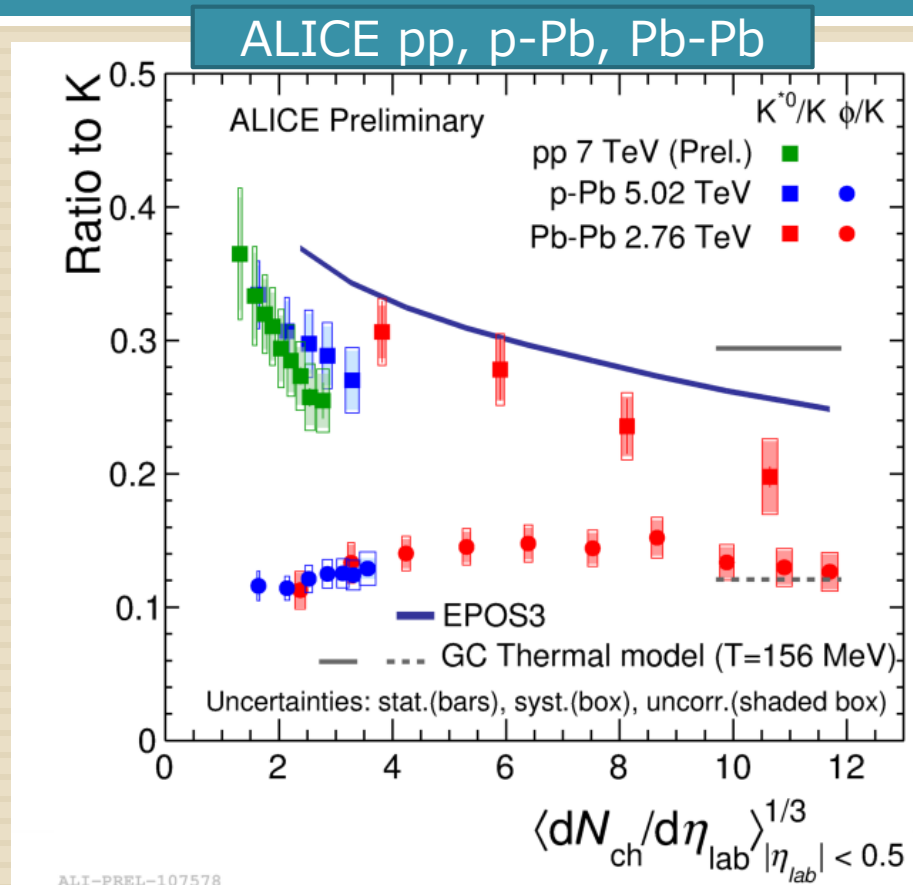 ALICE pp, p-Pb, Pb-Pb
Ratio to K
0.5
0.4
0.3
0.2
0.1
0
ALICE Preliminary
K*0/K ϕ/K
pp 7 TeV (Prel.)
p-Pb 5.02 TeV
Pb-Pb 2.76 TeV
EPOS3
GC Thermal model (T=156 MeV)
Uncertainties: stat.(bars), syst.(box), uncorr.(shaded box)
0 2 4 6 8 10 12
⟨dNch/dηlab⟩1/3|ηlab| < 0.5
ALI-PREL-107578